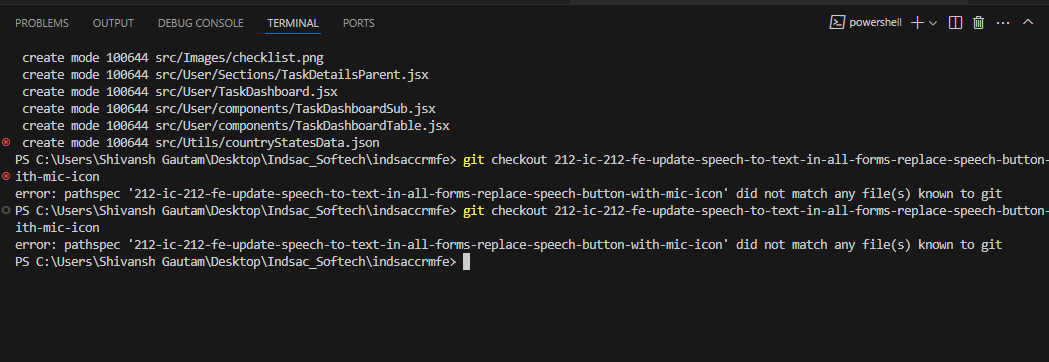 PROBLEMS OUTPUT DEBUG CONSOLE TERMINAL PORTS powershell
create mode 100644 src/Images/checklist.png
create mode 100644 src/User/Sections/TaskDetailsParent.jsx
create mode 100644 src/User/TaskDashboard.jsx
create mode 100644 src/User/components/TaskDashboardSub.jsx
create mode 100644 src/User/components/TaskDashboardTable.jsx
create mode 100644 src/Utils/countryStatesData.json
PS C:\Users\Shivansh Gautam\Desktop\Indsac_Softech\indsaccrmfe> git checkout 212-ic-212-fe-update-speech-to-text-in-all-forms-replace-speech-button-
ith-mic-icon
error: pathspec '212-ic-212-fe-update-speech-to-text-in-all-forms-replace-speech-button-with-mic-icon' did not match any file(s) known to git
PS C:\Users\Shivansh Gautam\Desktop\Indsac_Softech\indsaccrmfe> git checkout 212-ic-212-fe-update-speech-to-text-in-all-forms-replace-speech-button-
ith-mic-icon
error: pathspec '212-ic-212-fe-update-speech-to-text-in-all-forms-replace-speech-button-with-mic-icon' did not match any file(s) known to git
PS C:\Users\Shivansh Gautam\Desktop\Indsac_Softech\indsaccrmfe>